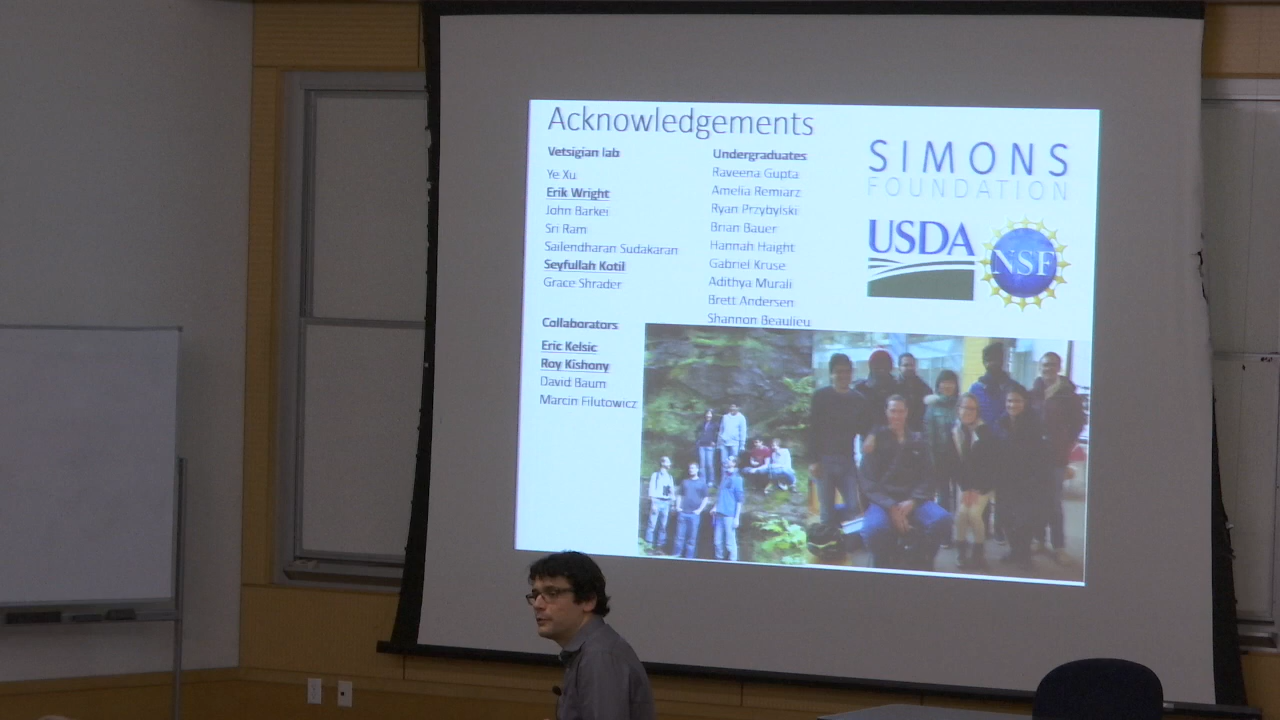 Acknowledgements
Vetsigian lab
Ye Xu
Erik Wright
John Barkei
Sri Ram
Sailendharan Sudakaran
Seyfullah Kotil
Grace Shrader
Collaborators
Eric Kelsic
Roy Kishony
David Baum
Marcin Filutowicz
Undergraduates
Raveena Gupta
Amelia Remiarz
Ryan Przybylski
Brian Bauer
Hannah Haight
Gabriel Kruse
Adithya Murali
Brett Andersen
Shannon Beaulieu
SIMONS
FOUNDATION
USDA
NSF